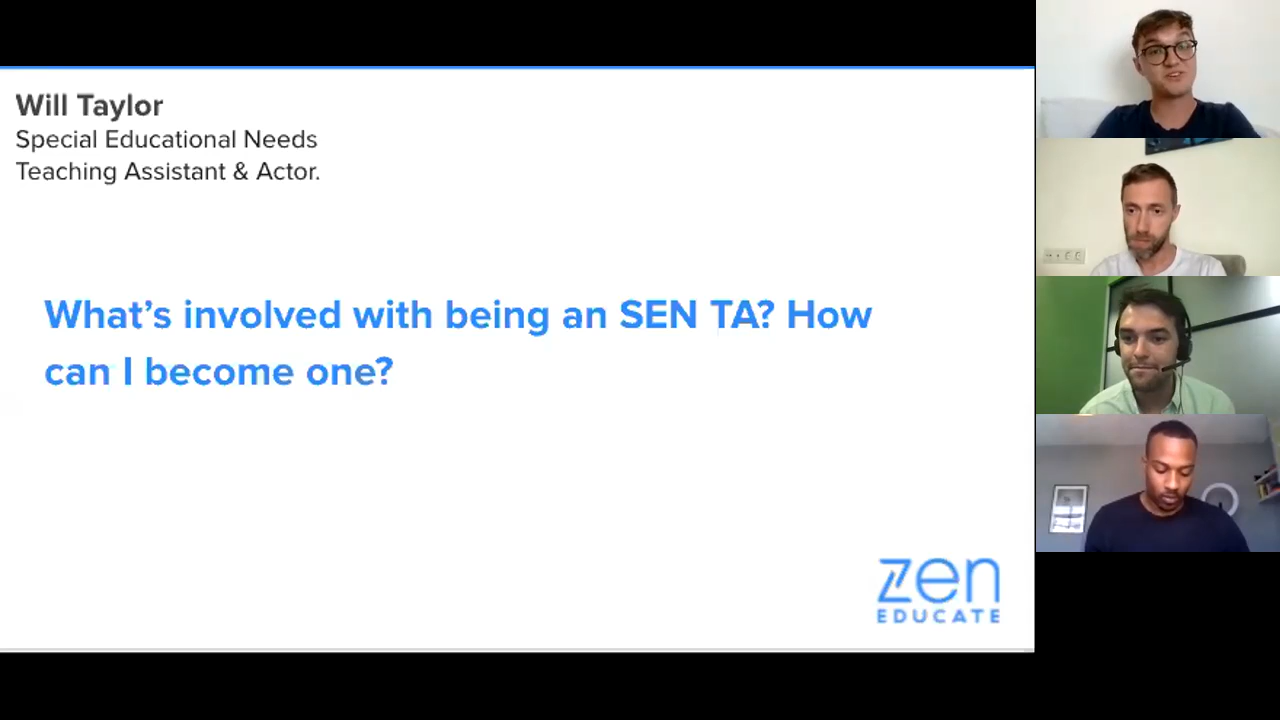 Will Taylor
Special Educational Needs
Teaching Assistant & Actor.
What's involved with being an SEN TA? How
can I become one?
zen
EDUCATE